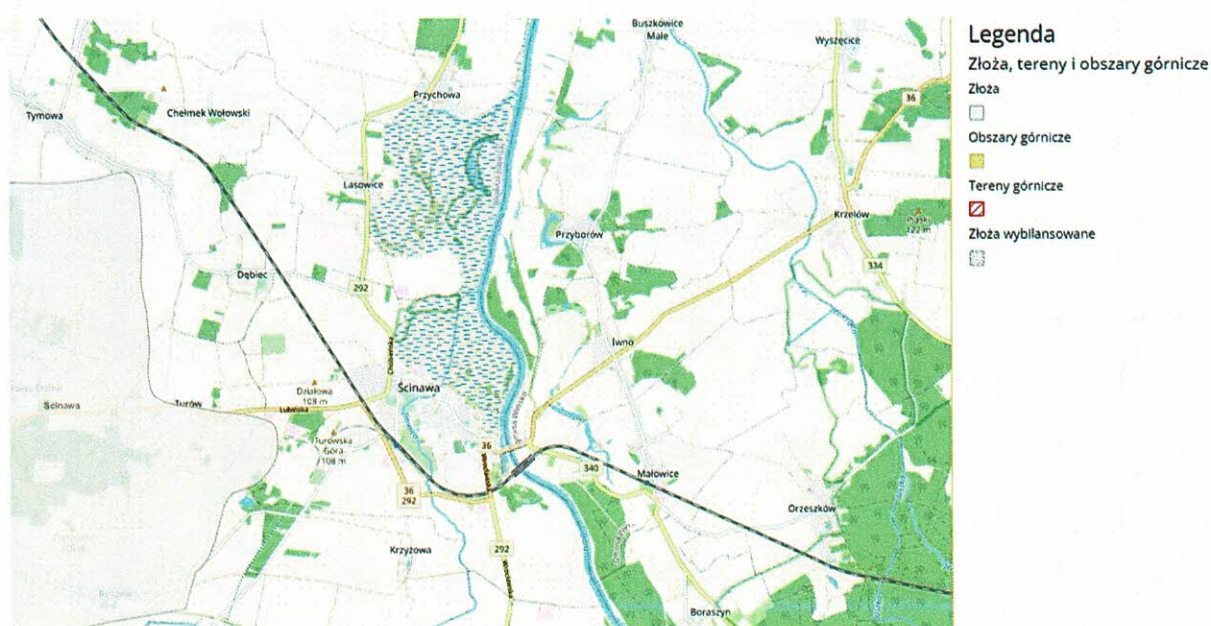 Legenda
Złoża, tereny i obszary górnicze
Złoża
Obszary górnicze
Tereny górnicze
Złoża wybilansowane
Buszkowice
Małe
Wyszęcice
36
Przychowa
Tymowa
Chełmek Wołowski
Lasowice
Krzelów
122 m
Przyborów
334
Dębiec
292
Iwno
Ścinawa
Działowa
108 m
Ścinawa
Turów
Lubińska
Turowska
Góra
108 m
36
340
Małowice
36
292
Orzeszków
Krzyżowa
292
Boraszyn